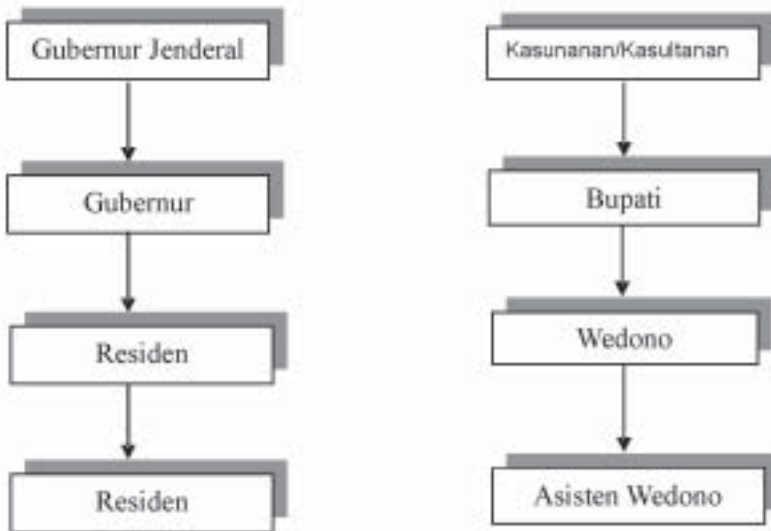 Gubernur Jenderal
Gubernur
Residen
Residen
Kasunanan/Kasultanan
Bupati
Wedono
Asisten Wedono